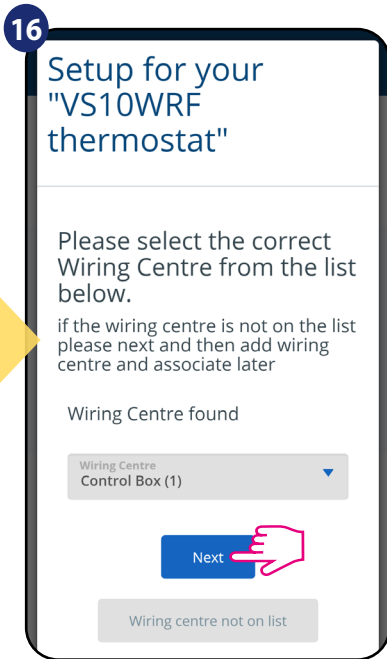 16
Setup for your
"VS10WRF
thermostat"
Please select the correct
Wiring Centre from the list
below.
if the wiring centre is not on the list
please next and then add wiring
centre and associate later
Wiring Centre found
Wiring Centre
Control Box (1)
Next
Wiring centre not on list